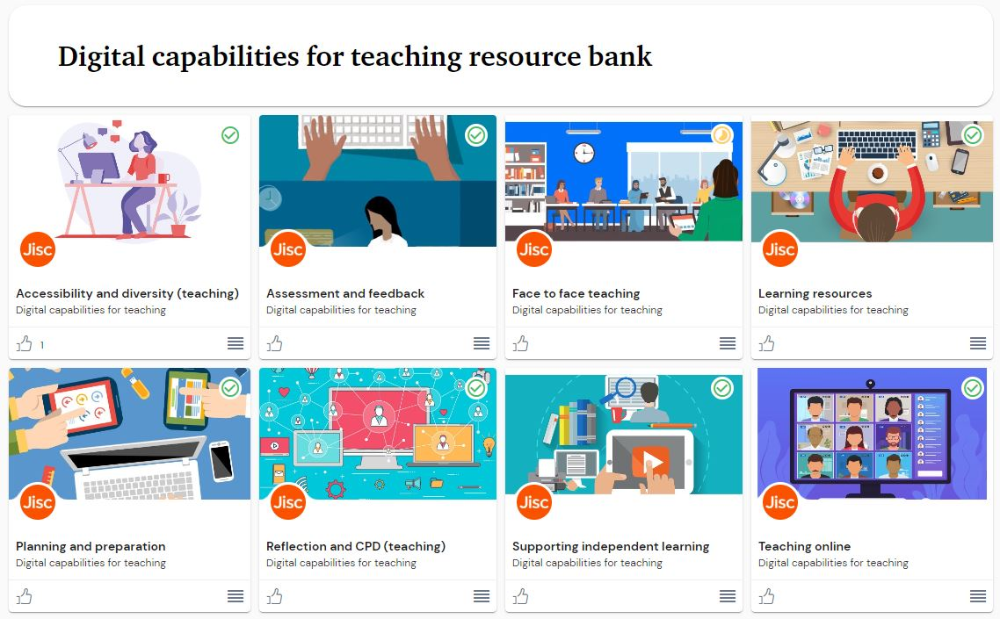 Digital capabilities for teaching resource bank
Jisc
Accessibility and diversity (teaching)
Digital capabilities for teaching
1
Jisc
Assessment and feedback
Digital capabilities for teaching
Jisc
Face to face teaching
Digital capabilities for teaching
Jisc
Learning resources
Digital capabilities for teaching
Jisc
Planning and preparation
Digital capabilities for teaching
Jisc
Reflection and CPD (teaching)
Digital capabilities for teaching
Jisc
Supporting independent learning
Digital capabilities for teaching
Jisc
Teaching online
Digital capabilities for teaching